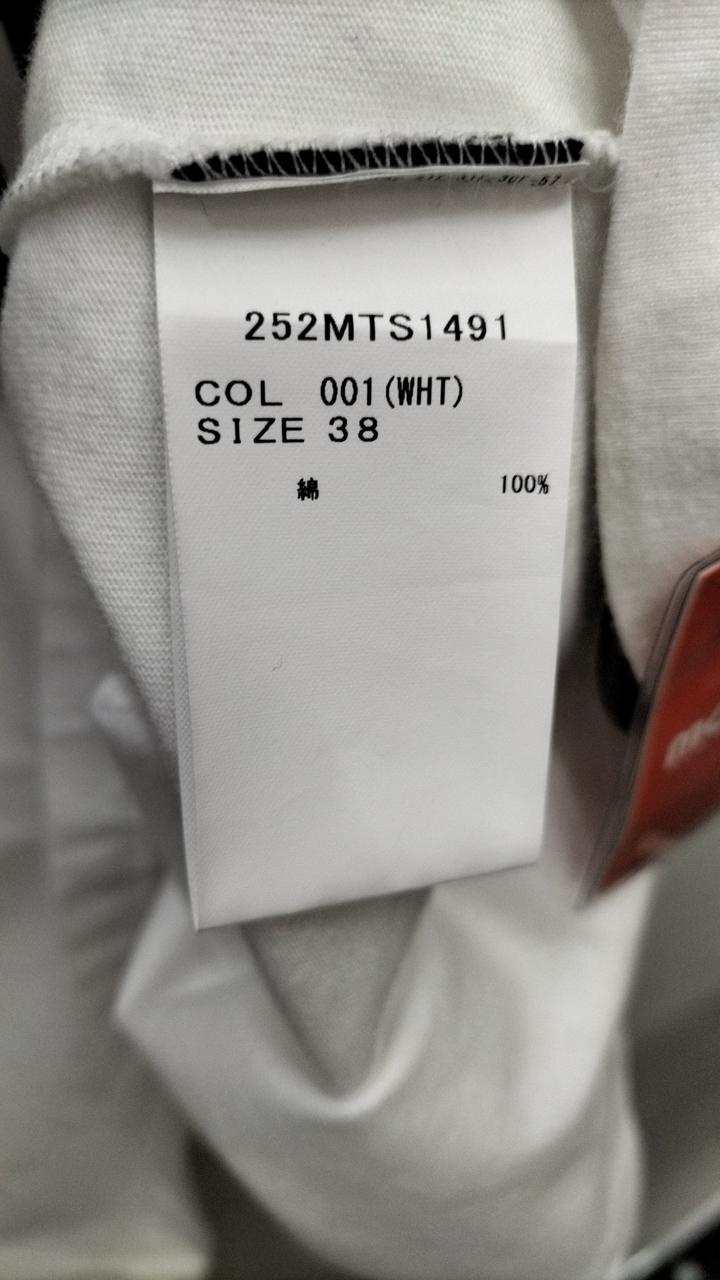 252MTS1491
COL 001(WHT)
SIZE 38
綿 100%